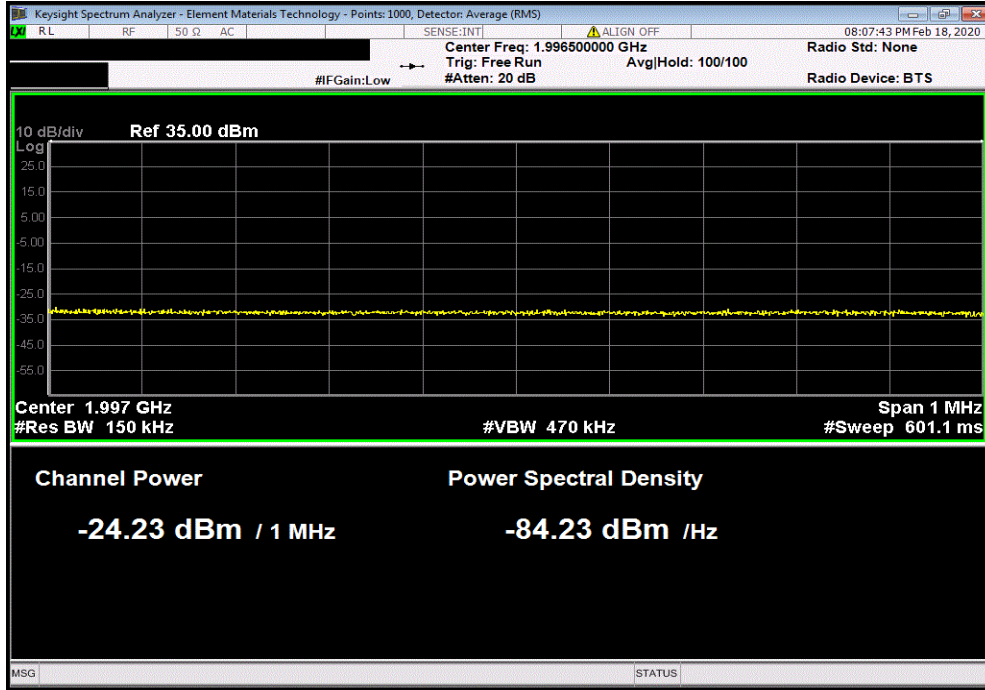 Keysight Spectrum Analyzer - Element Materials Technology - Points: 1000, Detector: Average (RMS)
LXI RL RF 50 Ω AC SENSE:INT ALIGN OFF 08:07:43 PM Feb 18, 2020
Center Freq: 1.996500000 GHz Radio Std: None
Trig: Free Run Avg|Hold: 100/100
#IFGain:Low #Atten: 20 dB Radio Device: BTS
10 dB/div Ref 35.00 dBm
Log
25.0
15.0
5.00
-5.00
-15.0
-25.0
-35.0
-45.0
-55.0
Center 1.997 GHz Span 1 MHz
#Res BW 150 kHz #VBW 470 kHz #Sweep 601.1 ms
Channel Power Power Spectral Density
-24.23 dBm / 1 MHz -84.23 dBm /Hz
MSG STATUS